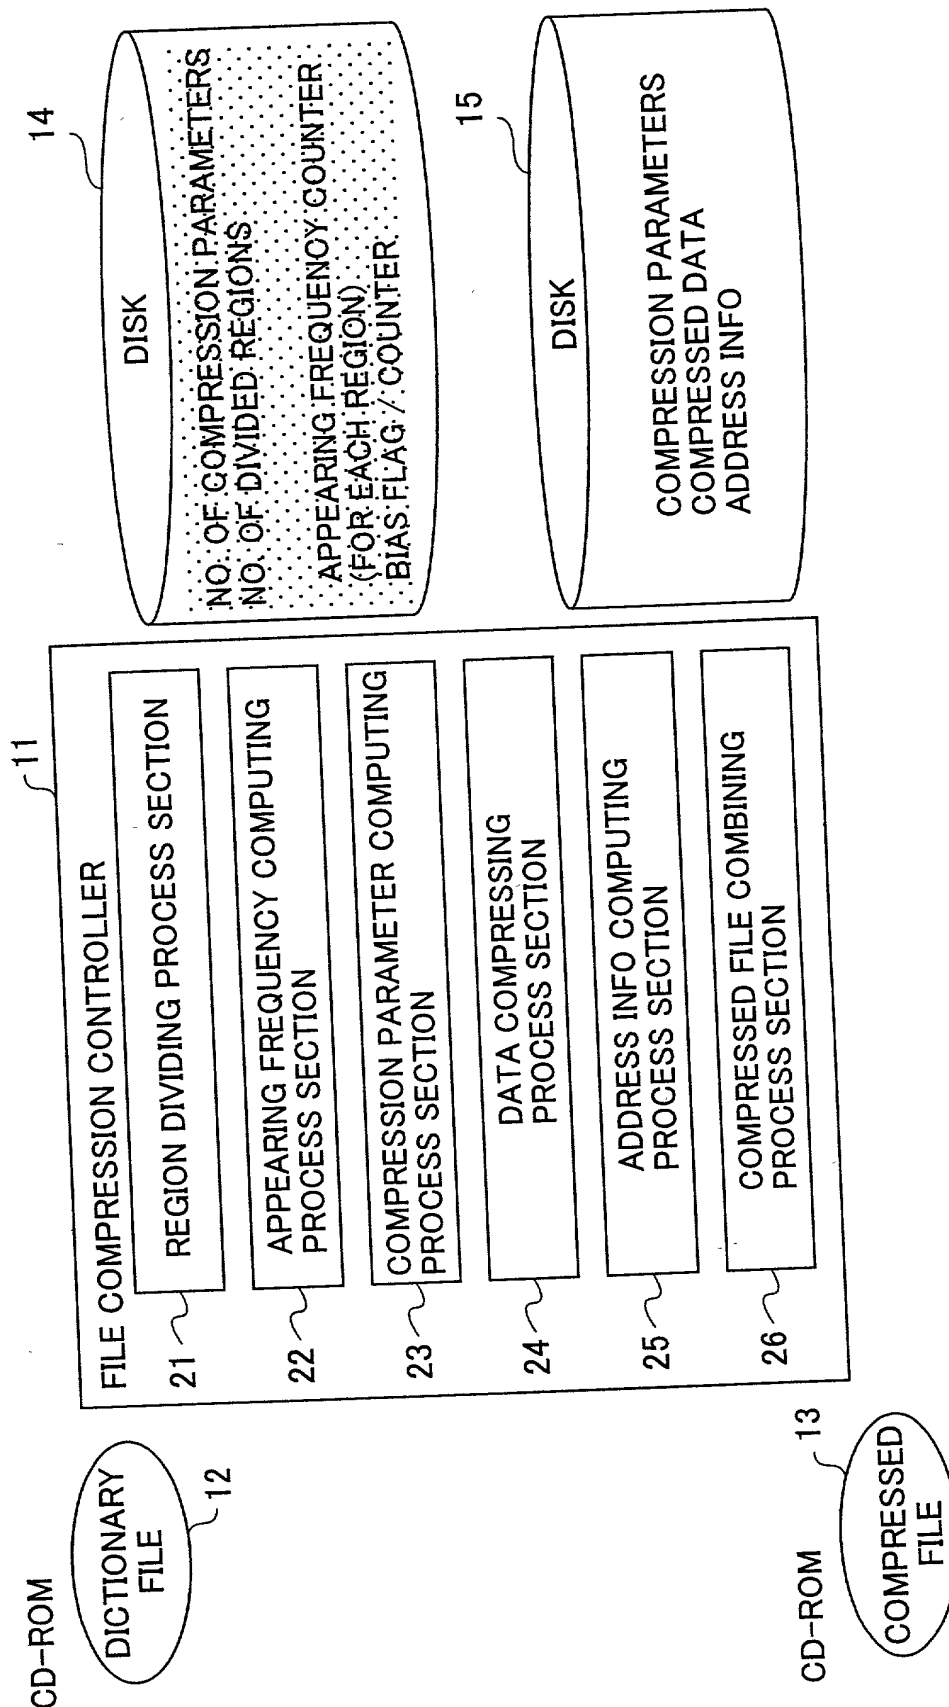 CD-ROM
DICTIONARY
FILE
12
CD-ROM
COMPRESSED
FILE
13
11
FILE COMPRESSION CONTROLLER
21
REGION DIVIDING PROCESS SECTION
22
APPEARING FREQUENCY COMPUTING
PROCESS SECTION
23
COMPRESSION PARAMETER COMPUTING
PROCESS SECTION
24
DATA COMPRESSING
PROCESS SECTION
25
ADDRESS INFO COMPUTING
PROCESS SECTION
26
COMPRESSED FILE COMBINING
PROCESS SECTION
14
DISK
NO. OF COMPRESSION PARAMETERS
NO. OF DIVIDED REGIONS
APPEARING FREQUENCY COUNTER
(FOR EACH REGION)
BIAS FLAG / COUNTER
15
DISK
COMPRESSION PARAMETERS
COMPRESSED DATA
ADDRESS INFO